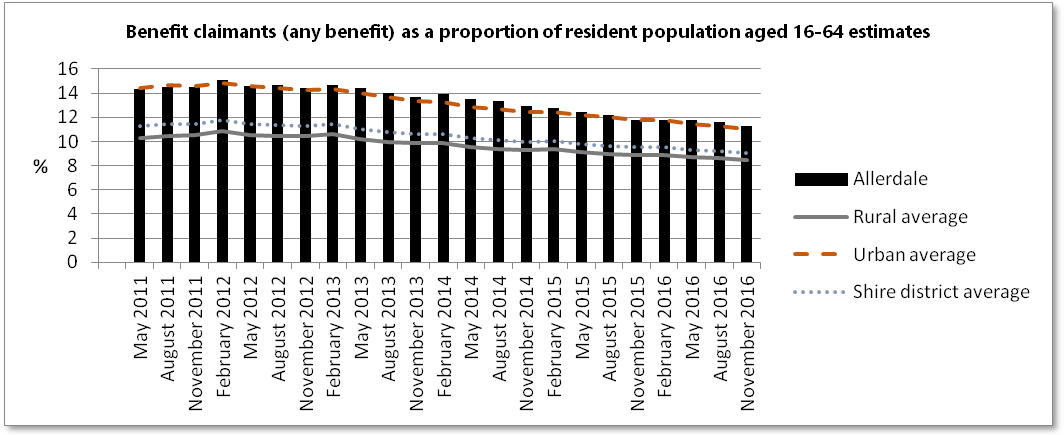 Benefit claimants (any benefit) as a proportion of resident population aged 16-64 estimates
16
14
12
10
8
6
4
2
0
%
May 2011
August 2011
November 2011
February 2012
May 2012
August 2012
November 2012
February 2013
May 2013
August 2013
November 2013
February 2014
May 2014
August 2014
November 2014
February 2015
May 2015
August 2015
November 2015
February 2016
May 2016
August 2016
November 2016
Allerdale
Rural average
Urban average
Shire district average